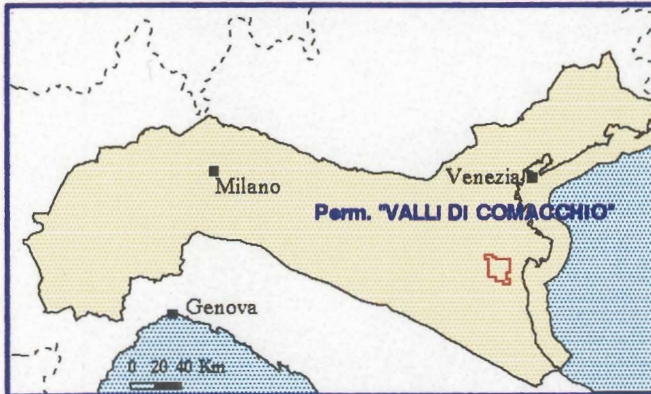 Venezia
Milano
Perm. "VALLI DI COMACCHIO"
Genova
0 20 40 Km